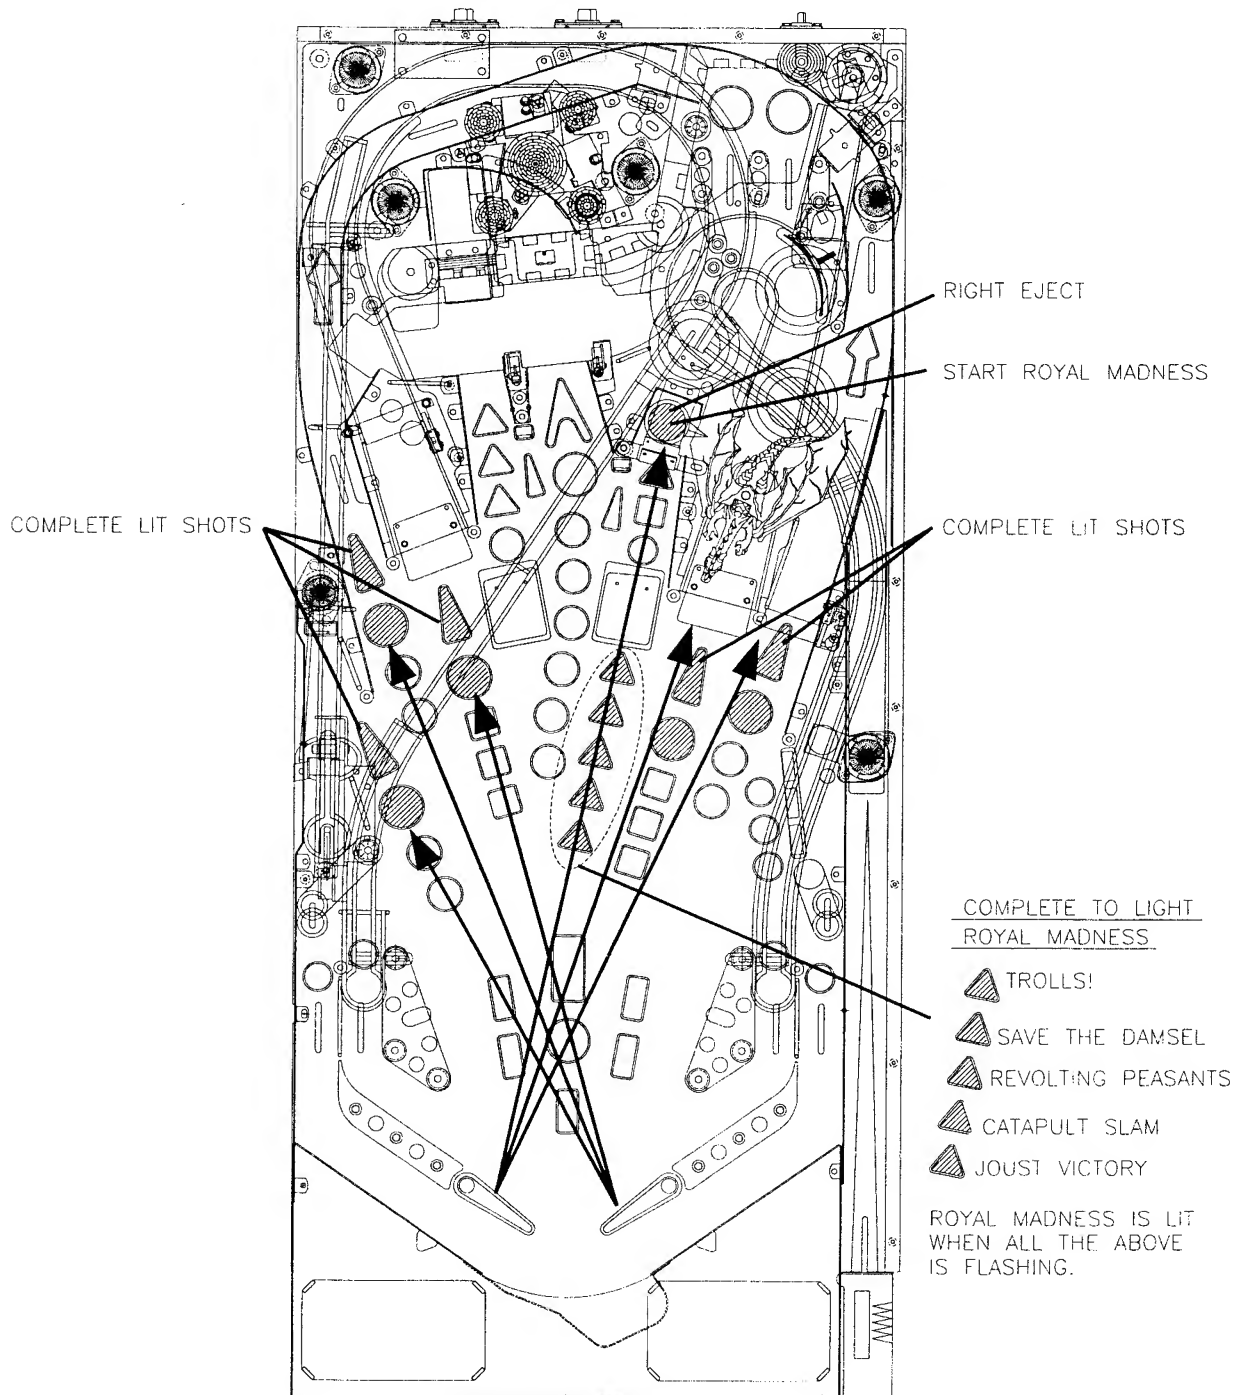 RIGHT EJECT
START ROYAL MADNESS
COMPLETE LIT SHOTS
COMPLETE LIT SHOTS
COMPLETE TO LIGHT
ROYAL MADNESS
TROLLS!
SAVE THE DAMSEL
REVOLTING PEASANTS
CATAPULT SLAM
JOUST VICTORY
ROYAL MADNESS IS LIT
WHEN ALL THE ABOVE
IS FLASHING.